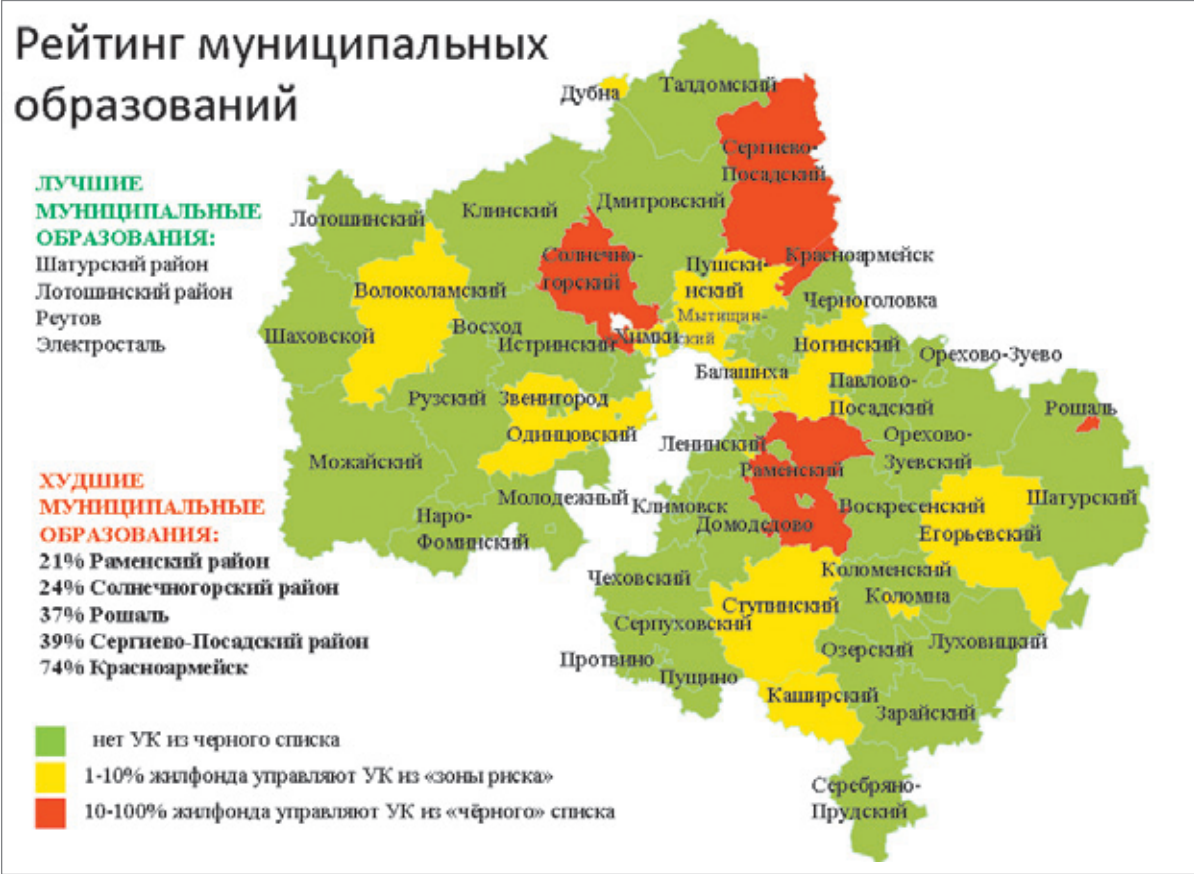 Рейтинг муниципальных
образований
ЛУЧШИЕ
МУНИЦИПАЛЬНЫЕ
ОБРАЗОВАНИЯ:
Шатурский район
Лотошинский район
Реутов
Электросталь
ХУДШИЕ
МУНИЦИПАЛЬНЫЕ
ОБРАЗОВАНИЯ:
21% Раменский район
24% Солнечногорский район
37% Рошаль
39% Сергиево-Посадский район
74% Красноармейск
нет УК из черного списка
1-10% жилфонда управляют УК из «зоны риска»
10-100% жилфонда управляют УК из «чёрного» списка
Дубна
Талдомский
Сергиево-
Посадский
Лотошинский
Клинский
Дмитровский
Солнечно-
горский
Красноармейск
Пушки-
нский
Волоколамский
Черноголовка
Мытищин-
ский
Шаховской
Восход
Истринский
Химки
Ногинский
Орехово-Зуево
Балашиха
Павлово-
Посадский
Рузский
Звенигород
Рошаль
Одинцовский
Ленинский
Орехово-
Зуевский
Можайский
Раменский
Молодежный
Климовск
Воскресенский
Шатурский
Наро-
Фоминский
Домодедово
Егорьевский
Чеховский
Коломенский
Коломна
Ступинский
Серпуховский
Озерский
Луховицкий
Протвино
Пущино
Каширский
Зарайский
Серебряно-
Прудский